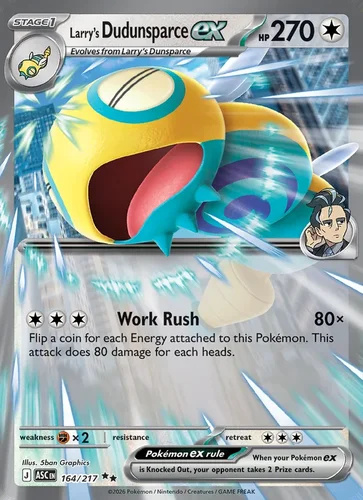 STAGE1
Larry's Dudunsparce ex HP 270
Evolves from Larry's Dunsparce
Work Rush 80×
Flip a coin for each Energy attached to this Pokémon. This
attack does 80 damage for each heads.
weakness × 2 resistance retreat
Illus. 5ban Graphics
J ASC EN 164/217
Pokémon ex rule
When your Pokémon ex
is Knocked Out, your opponent takes 2 Prize cards.
©2026 Pokémon / Nintendo / Creatures / GAME FREAK